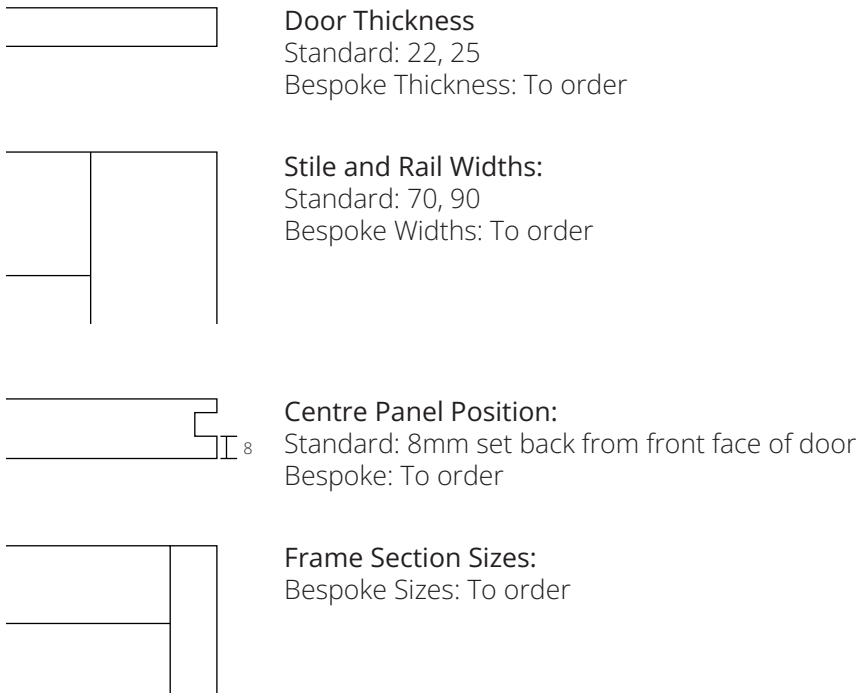 Door Thickness
Standard: 22, 25
Bespoke Thickness: To order
Stile and Rail Widths:
Standard: 70, 90
Bespoke Widths: To order
Centre Panel Position:
8
Standard: 8mm set back from front face of door
Bespoke: To order
Frame Section Sizes:
Bespoke Sizes: To order